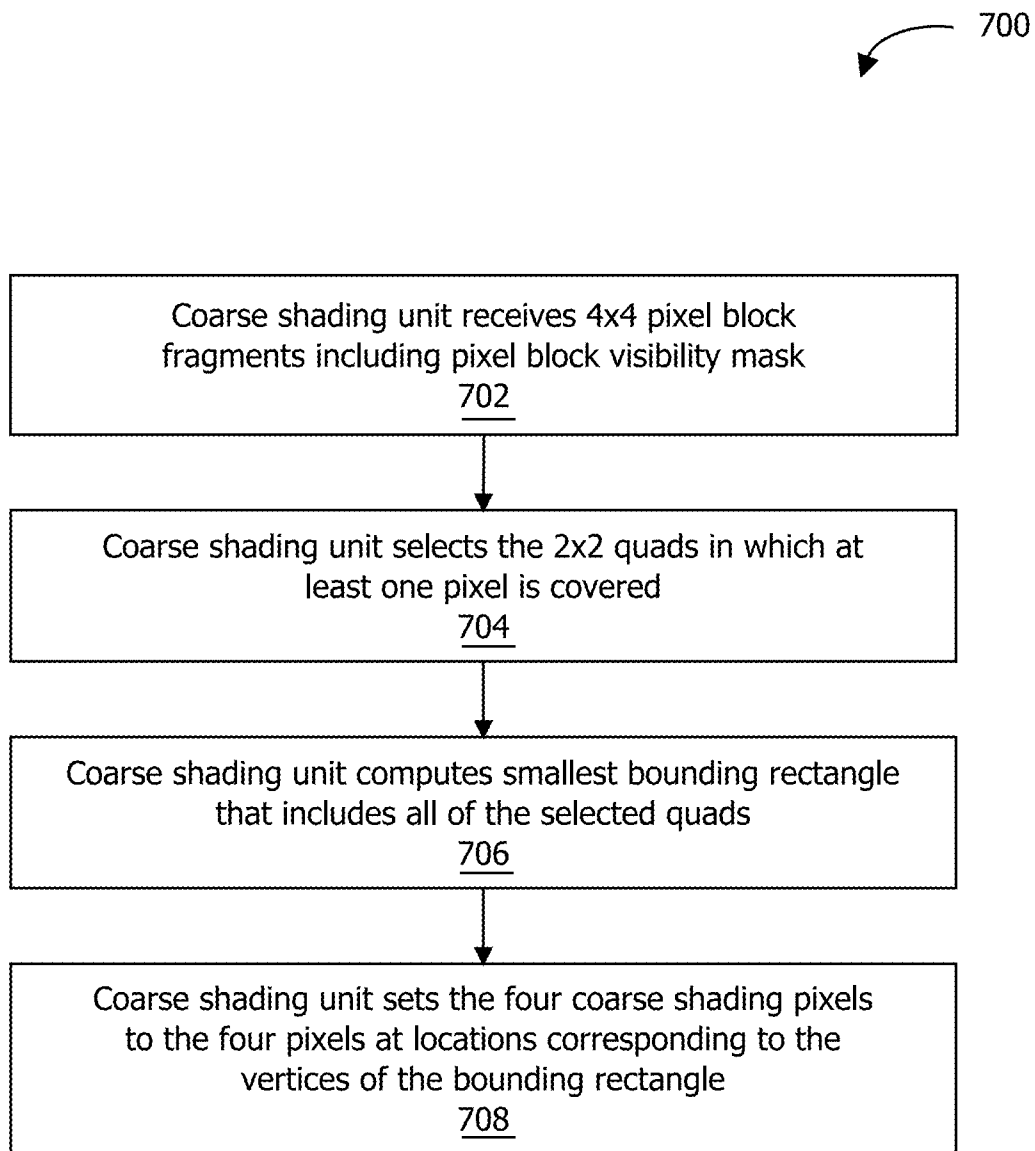 700
Coarse shading unit receives 4x4 pixel block
fragments including pixel block visibility mask
702
Coarse shading unit selects the 2x2 quads in which at
least one pixel is covered
704
Coarse shading unit computes smallest bounding rectangle
that includes all of the selected quads
706
Coarse shading unit sets the four coarse shading pixels
to the four pixels at locations corresponding to the
vertices of the bounding rectangle
708